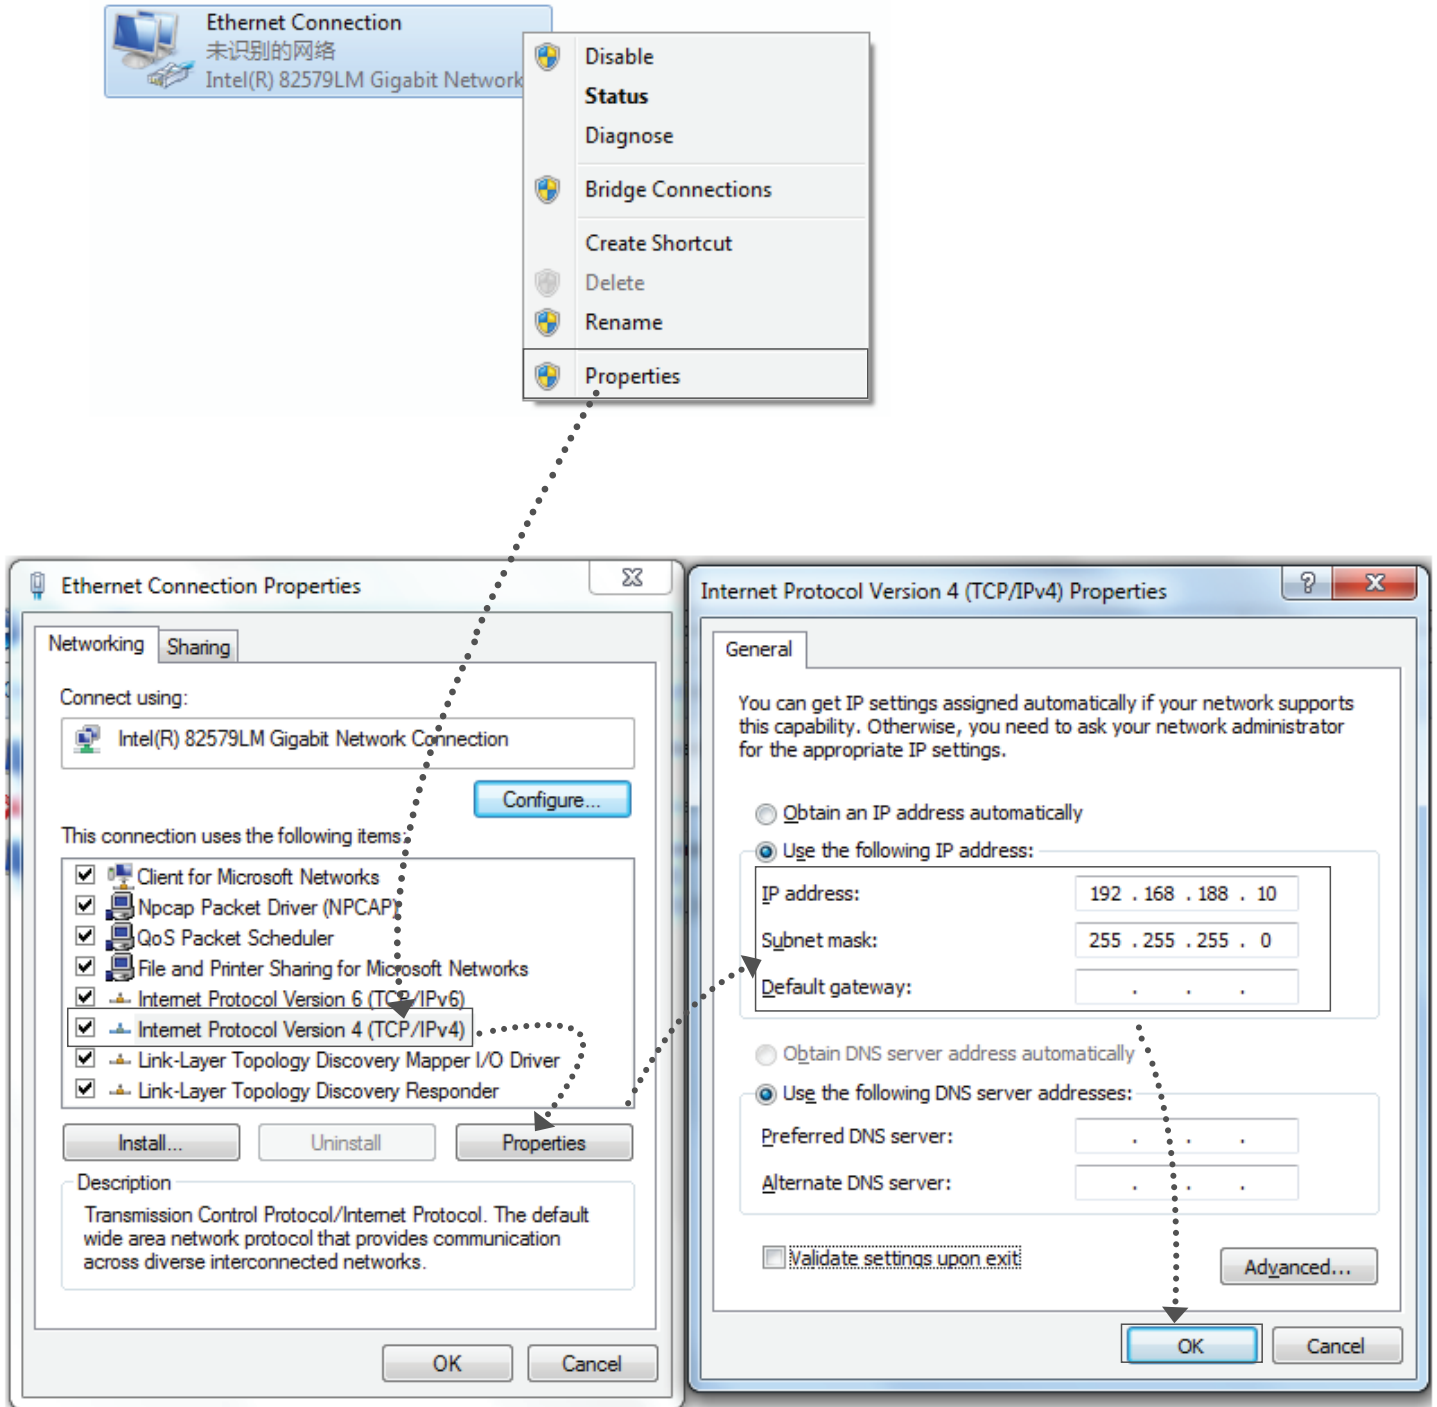 Ethernet Connection
未识别的网络
Intel(R) 82579LM Gigabit Network
Disable
Status
Diagnose
Bridge Connections
Create Shortcut
Delete
Rename
Properties
Ethernet Connection Properties
Networking
Sharing
Connect using:
Intel(R) 82579LM Gigabit Network Connection
Configure...
This connection uses the following items:
Client for Microsoft Networks
Npcap Packet Driver (NPCAP)
QoS Packet Scheduler
File and Printer Sharing for Microsoft Networks
Internet Protocol Version 6 (TCP/IPv6)
Internet Protocol Version 4 (TCP/IPv4)
Link-Layer Topology Discovery Mapper I/O Driver
Link-Layer Topology Discovery Responder
Install...
Uninstall
Properties
Description
Transmission Control Protocol/Internet Protocol. The default
wide area network protocol that provides communication
across diverse interconnected networks.
OK
Cancel
Internet Protocol Version 4 (TCP/IPv4) Properties
General
You can get IP settings assigned automatically if your network supports
this capability. Otherwise, you need to ask your network administrator
for the appropriate IP settings.
Obtain an IP address automatically
Use the following IP address:
IP address: 192 . 168 . 188 . 10
Subnet mask: 255 . 255 . 255 . 0
Default gateway: . . .
Obtain DNS server address automatically
Use the following DNS server addresses:
Preferred DNS server: . . .
Alternate DNS server: . . .
Validate settings upon exit
Advanced...
OK
Cancel